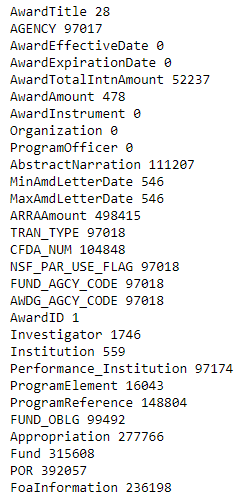 AwardTitle 28
AGENCY 97017
AwardEffectiveDate 0
AwardExpirationDate 0
AwardTotalIntnAmount 52237
AwardAmount 478
AwardInstrument 0
Organization 0
ProgramOfficer 0
AbstractNarration 111207
MinAmdLetterDate 546
MaxAmdLetterDate 546
ARRAAmount 498415
TRAN_TYPE 97018
CFDA_NUM 104848
NSF_PAR_USE_FLAG 97018
FUND_AGCY_CODE 97018
AWDG_AGCY_CODE 97018
AwardID 1
Investigator 1746
Institution 559
Performance_Institution 97174
ProgramElement 16043
ProgramReference 148804
FUND_OBLG 99492
Appropriation 277766
Fund 315608
POR 392057
FoaInformation 236198